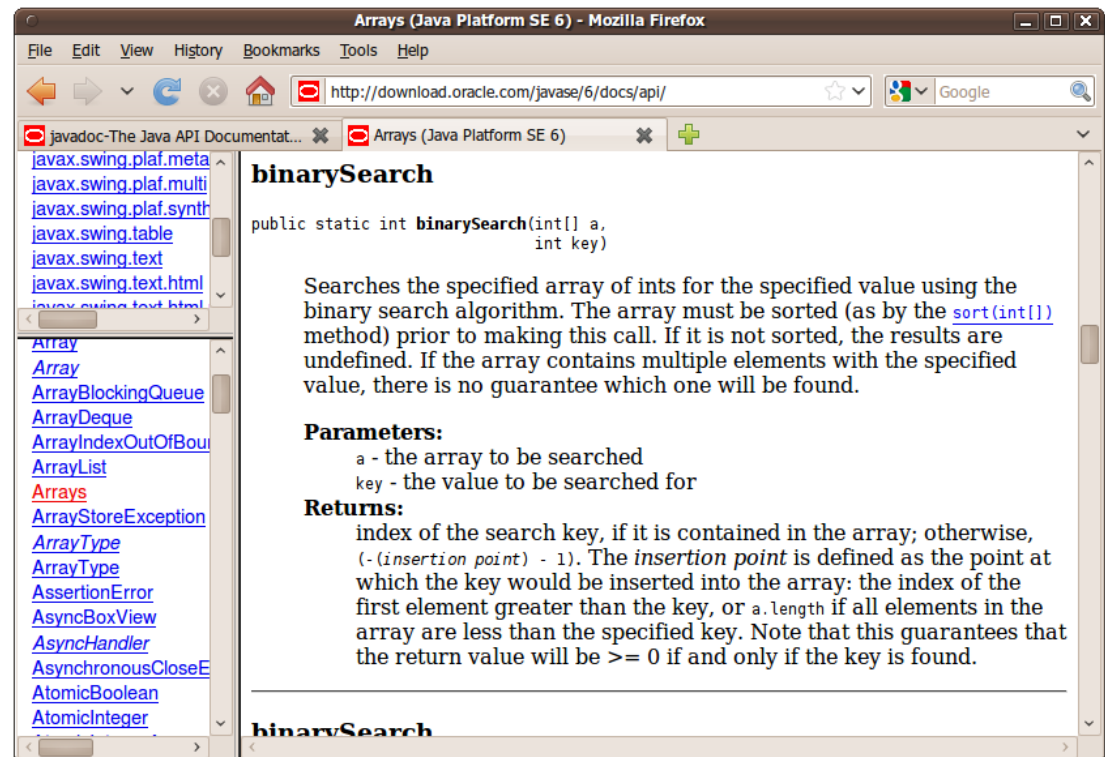 Arrays (Java Platform SE 6) - Mozilla Firefox
File Edit View History Bookmarks Tools Help
http://download.oracle.com/javase/6/docs/api/
Google
javadoc-The Java API Documentat...
Arrays (Java Platform SE 6)
javax.swing.plaf.meta
javax.swing.plaf.multi
javax.swing.plaf.synth
javax.swing.table
javax.swing.text
javax.swing.text.html
javax.swing.text.html
Array
Array
ArrayBlockingQueue
ArrayDeque
ArrayIndexOutOfBou
ArrayList
Arrays
ArrayStoreException
ArrayType
ArrayType
AssertionError
AsyncBoxView
AsyncHandler
AsynchronousCloseE
AtomicBoolean
AtomicInteger
binarySearch
public static int binarySearch(int[] a,
int key)
Searches the specified array of ints for the specified value using the
binary search algorithm. The array must be sorted (as by the sort(int[])
method) prior to making this call. If it is not sorted, the results are
undefined. If the array contains multiple elements with the specified
value, there is no guarantee which one will be found.
Parameters:
a - the array to be searched
key - the value to be searched for
Returns:
index of the search key, if it is contained in the array; otherwise,
(-(insertion point) - 1). The insertion point is defined as the point at
which the key would be inserted into the array: the index of the
first element greater than the key, or a.length if all elements in the
array are less than the specified key. Note that this guarantees that
the return value will be >= 0 if and only if the key is found.
binarySearch